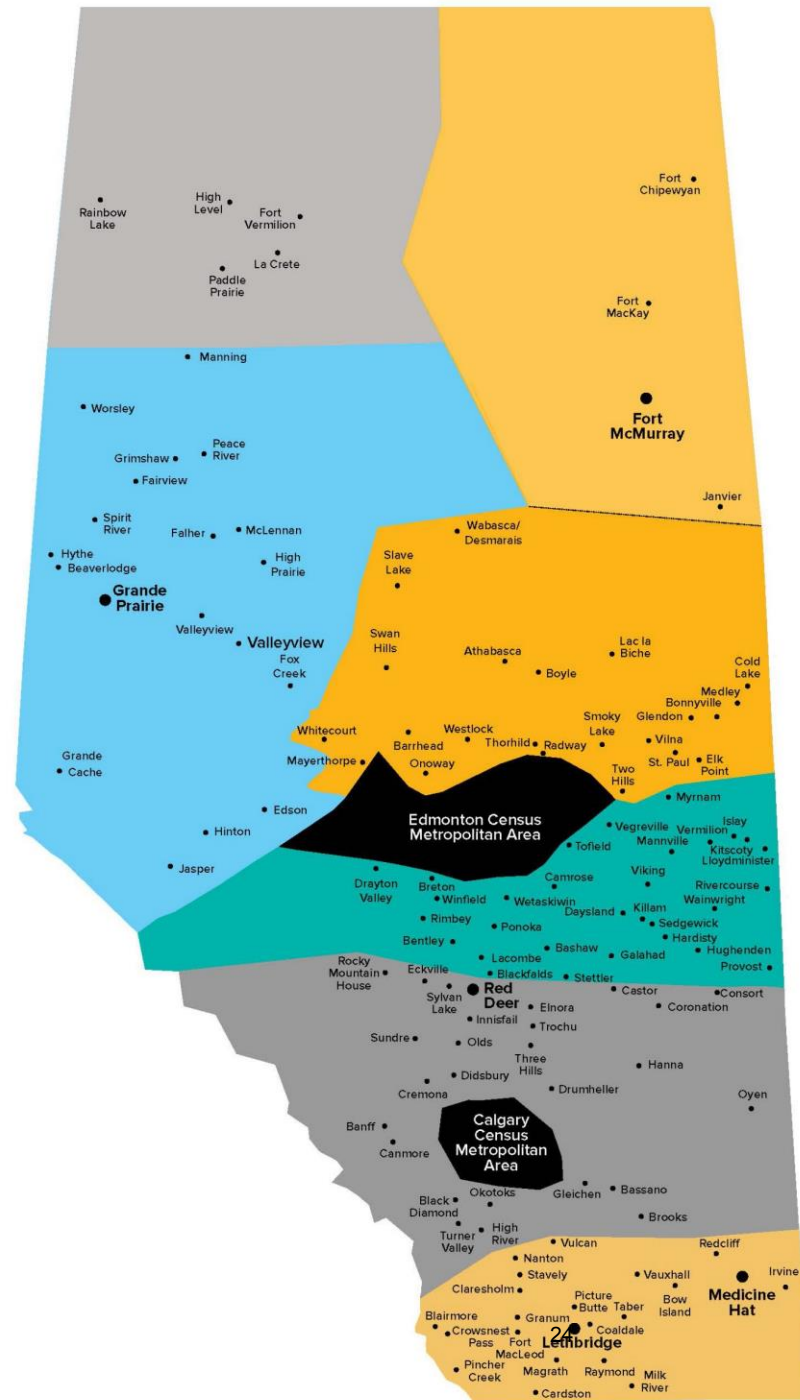 Fort
Chipewyan
Rainbow
Lake
High
Level
Fort
Vermilion
La Crete
Paddle
Prairie
Fort
MacKay
Manning
Fort
McMurray
Worsley
Peace
River
Grimshaw
Fairview
Janvier
Spirit
River
Falher
McLennan
Wabasca/
Desmarais
Hythe
Beaverlodge
High
Prairie
Slave
Lake
Grande
Prairie
Valleyview
Valleyview
Fox
Creek
Swan
Hills
Athabasca
Boyle
Lac la
Biche
Cold
Lake
Medley
Bonnyville
Glendon
Smoky
Lake
Whitecourt
Barrhead
Westlock
Thorhild
Radway
Vilna
St. Paul
Elk
Point
Mayerthorpe
Onoway
Two
Hills
Grande
Cache
Myrnam
Edson
Hinton
Jasper
Edmonton Census
Metropolitan Area
Vegreville
Vermilion
Islay
Mannville
Kitscoty
Lloydminister
Tofield
Drayton
Valley
Breton
Winfield
Camrose
Wetaskiwin
Viking
Rivercourse
Wainwright
Daysland
Killam
Sedgewick
Rimbey
Ponoka
Hardisty
Hughenden
Bentley
Bashaw
Galahad
Lacombe
Provost
Rocky
Mountain
House
Eckville
Blackfalds
Stettler
Sylvan
Lake
Red
Deer
Castor
Consort
Coronation
Elnora
Innisfail
Trochu
Sundre
Olds
Three
Hills
Hanna
Didsbury
Cremona
Drumheller
Oyen
Banff
Canmore
Calgary
Census
Metropolitan
Area
Okotoks
Gleichen
Bassano
Black
Diamond
Brooks
Turner
Valley
High
River
Vulcan
Redcliff
Nanton
Stavely
Vauxhall
Irvine
Claresholm
Bow
Island
Medicine
Hat
Picture
Butte
Taber
Granum
Coaldale
Blairmore
Crowsnest
Pass
Fort
MacLeod
24
Lethbridge
Pincher
Creek
Magrath
Raymond
Milk
River
Cardston